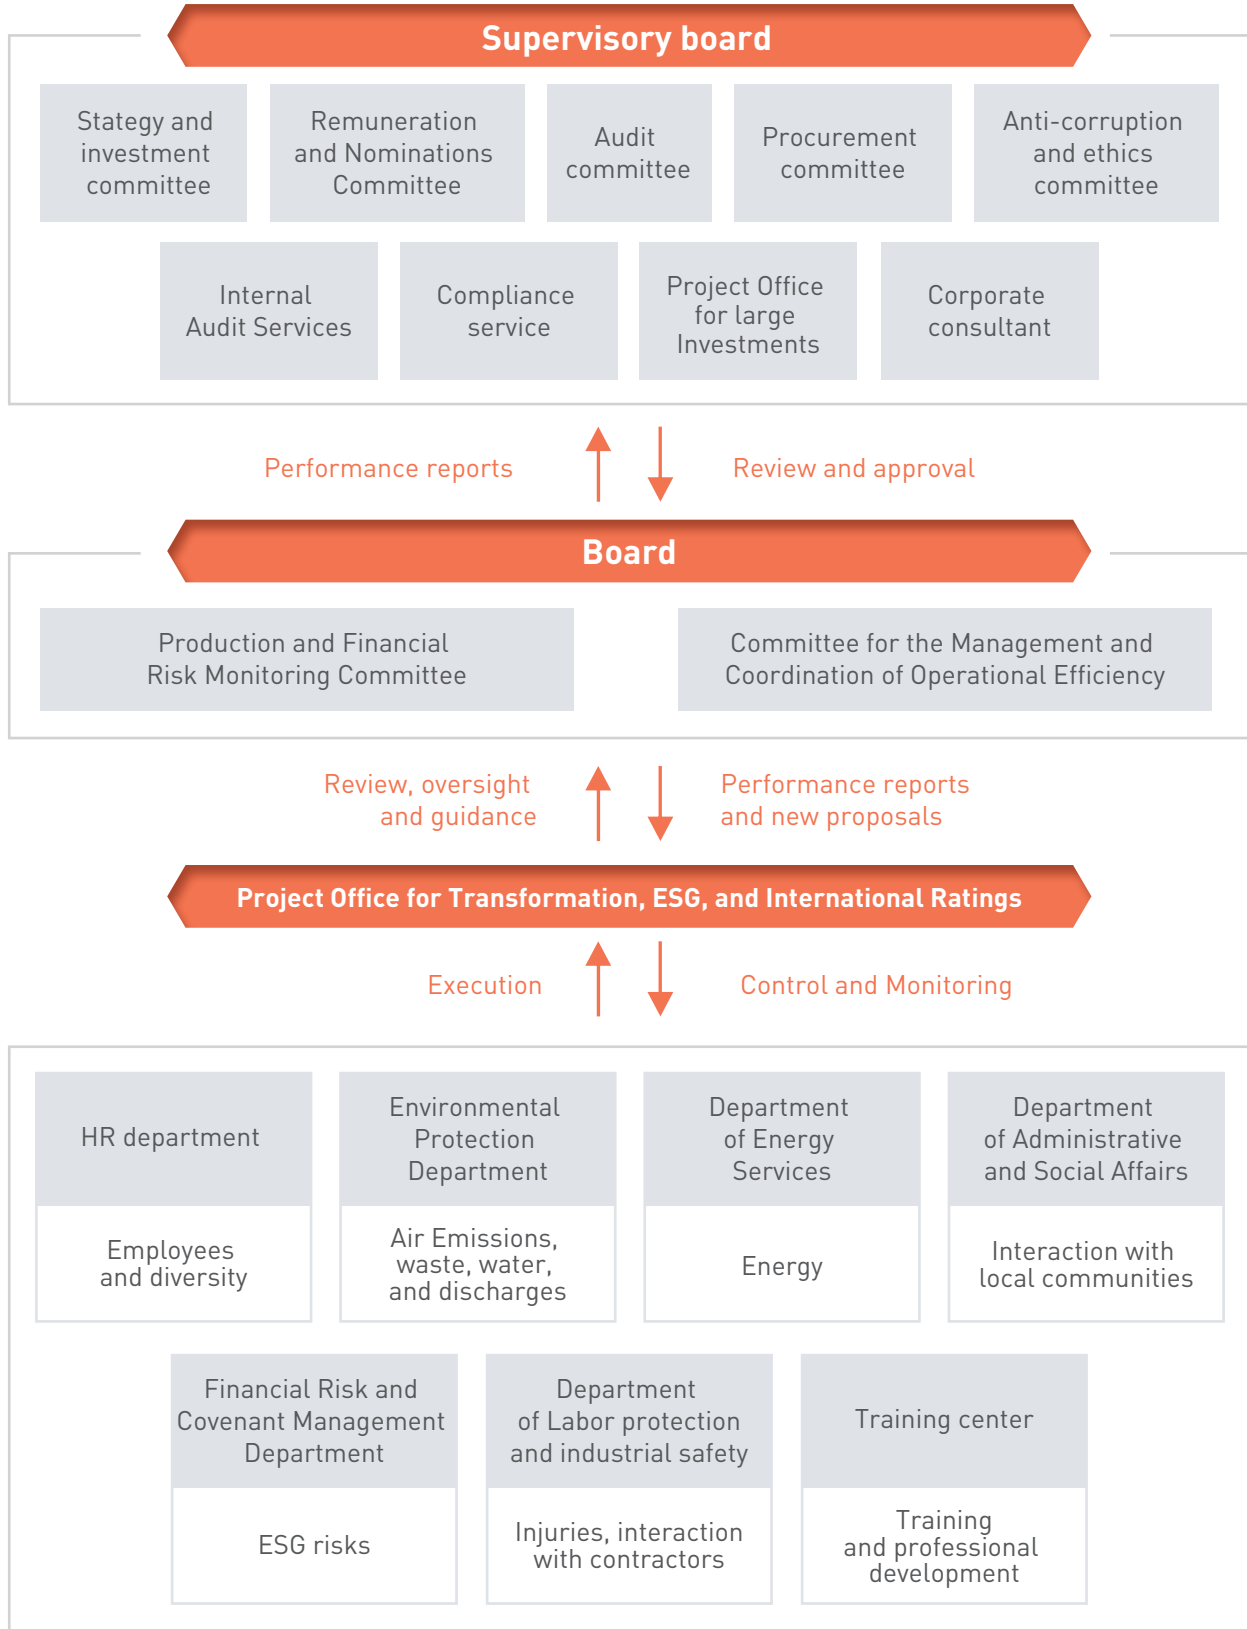 Supervisory board
Stategy and
investment
committee
Remuneration
and Nominations
Committee
Audit
committee
Procurement
committee
Anti-corruption
and ethics
committee
Internal
Audit Services
Compliance
service
Project Office
for large
Investments
Corporate
consultant
Performance reports
Review and approval
Board
Production and Financial
Risk Monitoring Committee
Committee for the Management and
Coordination of Operational Efficiency
Review, oversight
and guidance
Performance reports
and new proposals
Project Office for Transformation, ESG, and International Ratings
Execution
Control and Monitoring
HR department
Employees
and diversity
Environmental
Protection
Department
Air Emissions,
waste, water,
and discharges
Department
of Energy
Services
Energy
Department
of Administrative
and Social Affairs
Interaction with
local communities
Financial Risk and
Covenant Management
Department
ESG risks
Department
of Labor protection
and industrial safety
Injuries, interaction
with contractors
Training center
Training
and professional
development